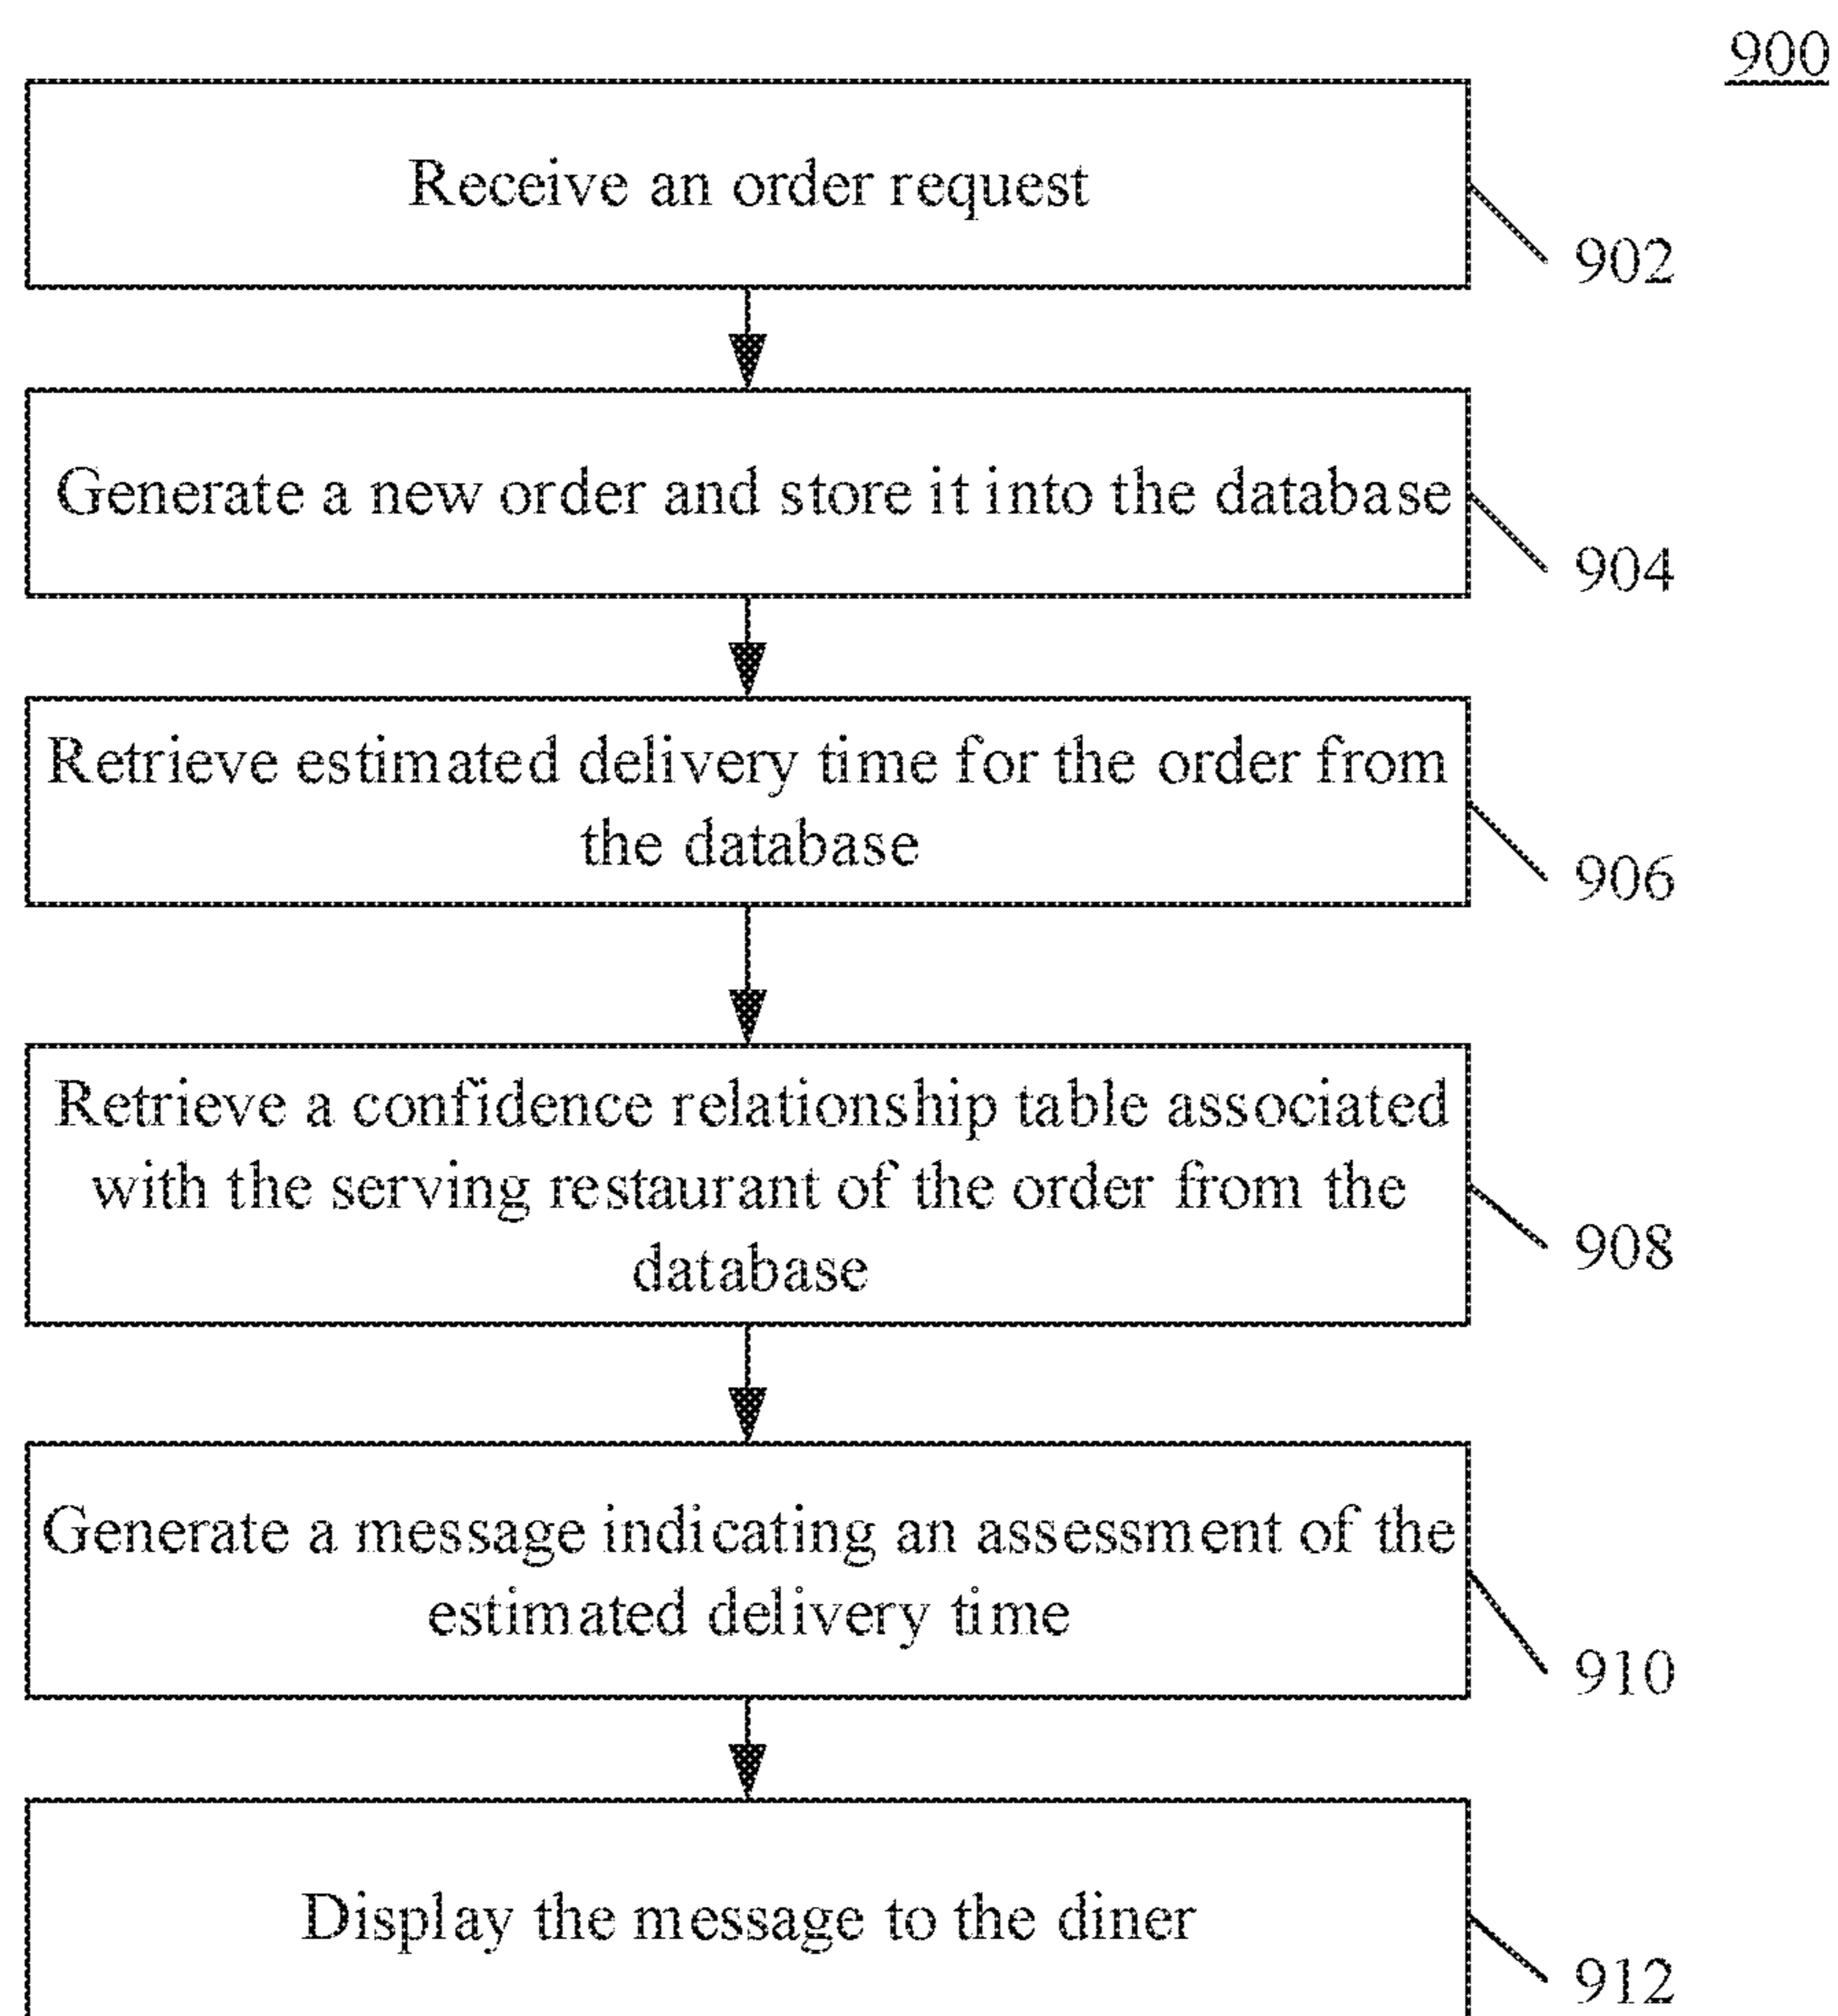 900
Receive an order request
902
Generate a new order and store it into the database
904
Retrieve estimated delivery time for the order from
the database
906
Retrieve a confidence relationship table associated
with the serving restaurant of the order from the
database
908
Generate a message indicating an assessment of the
estimated delivery time
910
Display the message to the diner
912